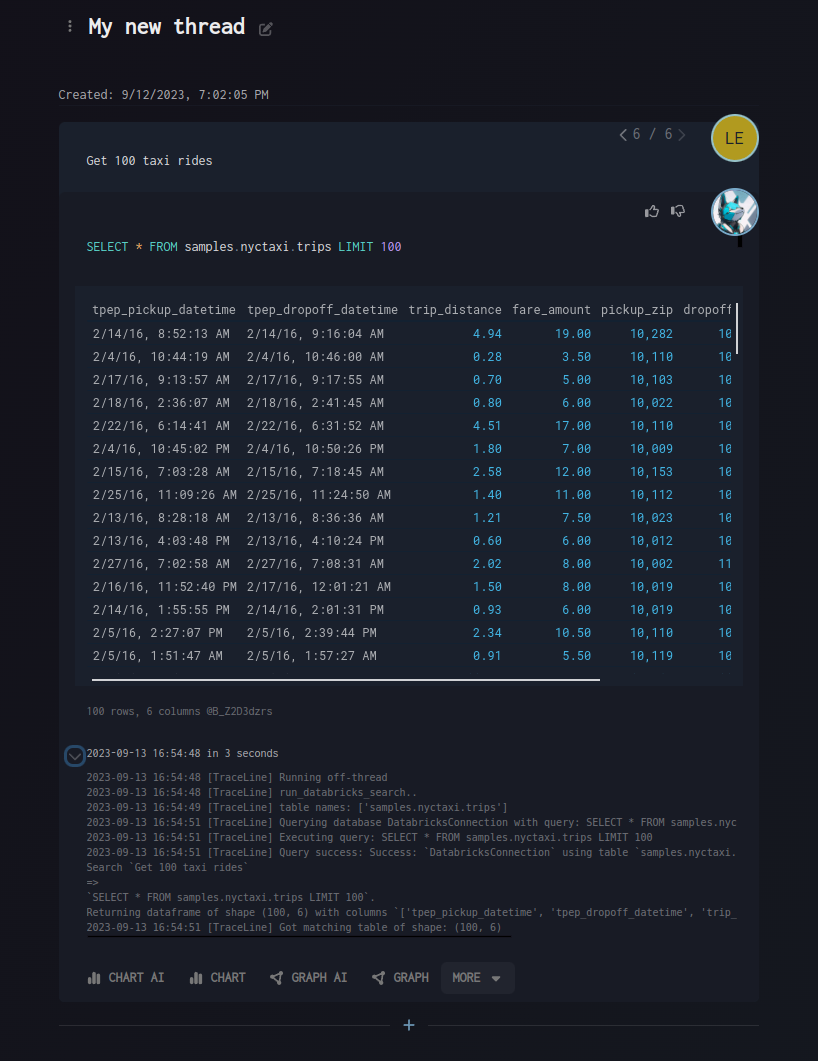 My new thread
Created: 9/12/2023, 7:02:05 PM
6 / 6
LE
Get 100 taxi rides
SELECT * FROM samples.nyctaxi.trips LIMIT 100
tpep_pickup_datetime tpep_dropoff_datetime trip_distance fare_amount pickup_zip dropoff
2/14/16, 8:52:13 AM 2/14/16, 9:16:04 AM 4.94 19.00 10,282 10
2/4/16, 10:44:19 AM 2/4/16, 10:46:00 AM 0.28 3.50 10,110 10
2/17/16, 9:13:57 AM 2/17/16, 9:17:55 AM 0.70 5.00 10,103 10
2/18/16, 2:36:07 AM 2/18/16, 2:41:45 AM 0.80 6.00 10,022 10
2/22/16, 6:14:41 AM 2/22/16, 6:31:52 AM 4.51 17.00 10,110 10
2/4/16, 10:45:02 PM 2/4/16, 10:50:26 PM 1.80 7.00 10,009 10
2/15/16, 7:03:28 AM 2/15/16, 7:18:45 AM 2.58 12.00 10,153 10
2/25/16, 11:09:26 AM 2/25/16, 11:24:50 AM 1.40 11.00 10,112 10
2/13/16, 8:28:18 AM 2/13/16, 8:36:36 AM 1.21 7.50 10,023 10
2/13/16, 4:03:48 PM 2/13/16, 4:10:24 PM 0.60 6.00 10,012 10
2/27/16, 7:02:58 AM 2/27/16, 7:08:31 AM 2.02 8.00 10,002 11
2/16/16, 11:52:40 PM 2/17/16, 12:01:21 AM 1.50 8.00 10,019 10
2/14/16, 1:55:55 PM 2/14/16, 2:01:31 PM 0.93 6.00 10,019 10
2/5/16, 2:27:07 PM 2/5/16, 2:39:44 PM 2.34 10.50 10,110 10
2/5/16, 1:51:47 AM 2/5/16, 1:57:27 AM 0.91 5.50 10,119 10
100 rows, 6 columns @B_Z2D3dzrs
2023-09-13 16:54:48 in 3 seconds
2023-09-13 16:54:48 [TraceLine] Running off-thread
2023-09-13 16:54:48 [TraceLine] run_databricks_search..
2023-09-13 16:54:49 [TraceLine] table names: ['samples.nyctaxi.trips']
2023-09-13 16:54:51 [TraceLine] Querying database DatabricksConnection with query: SELECT * FROM samples.nyc
2023-09-13 16:54:51 [TraceLine] Executing query: SELECT * FROM samples.nyctaxi.trips LIMIT 100
2023-09-13 16:54:51 [TraceLine] Query success: Success: `DatabricksConnection` using table `samples.nyctaxi.
Search `Get 100 taxi rides`
=>
`SELECT * FROM samples.nyctaxi.trips LIMIT 100`.
Returning dataframe of shape (100, 6) with columns `['tpep_pickup_datetime', 'tpep_dropoff_datetime', 'trip_
2023-09-13 16:54:51 [TraceLine] Got matching table of shape: (100, 6)
CHART AI CHART GRAPH AI GRAPH MORE